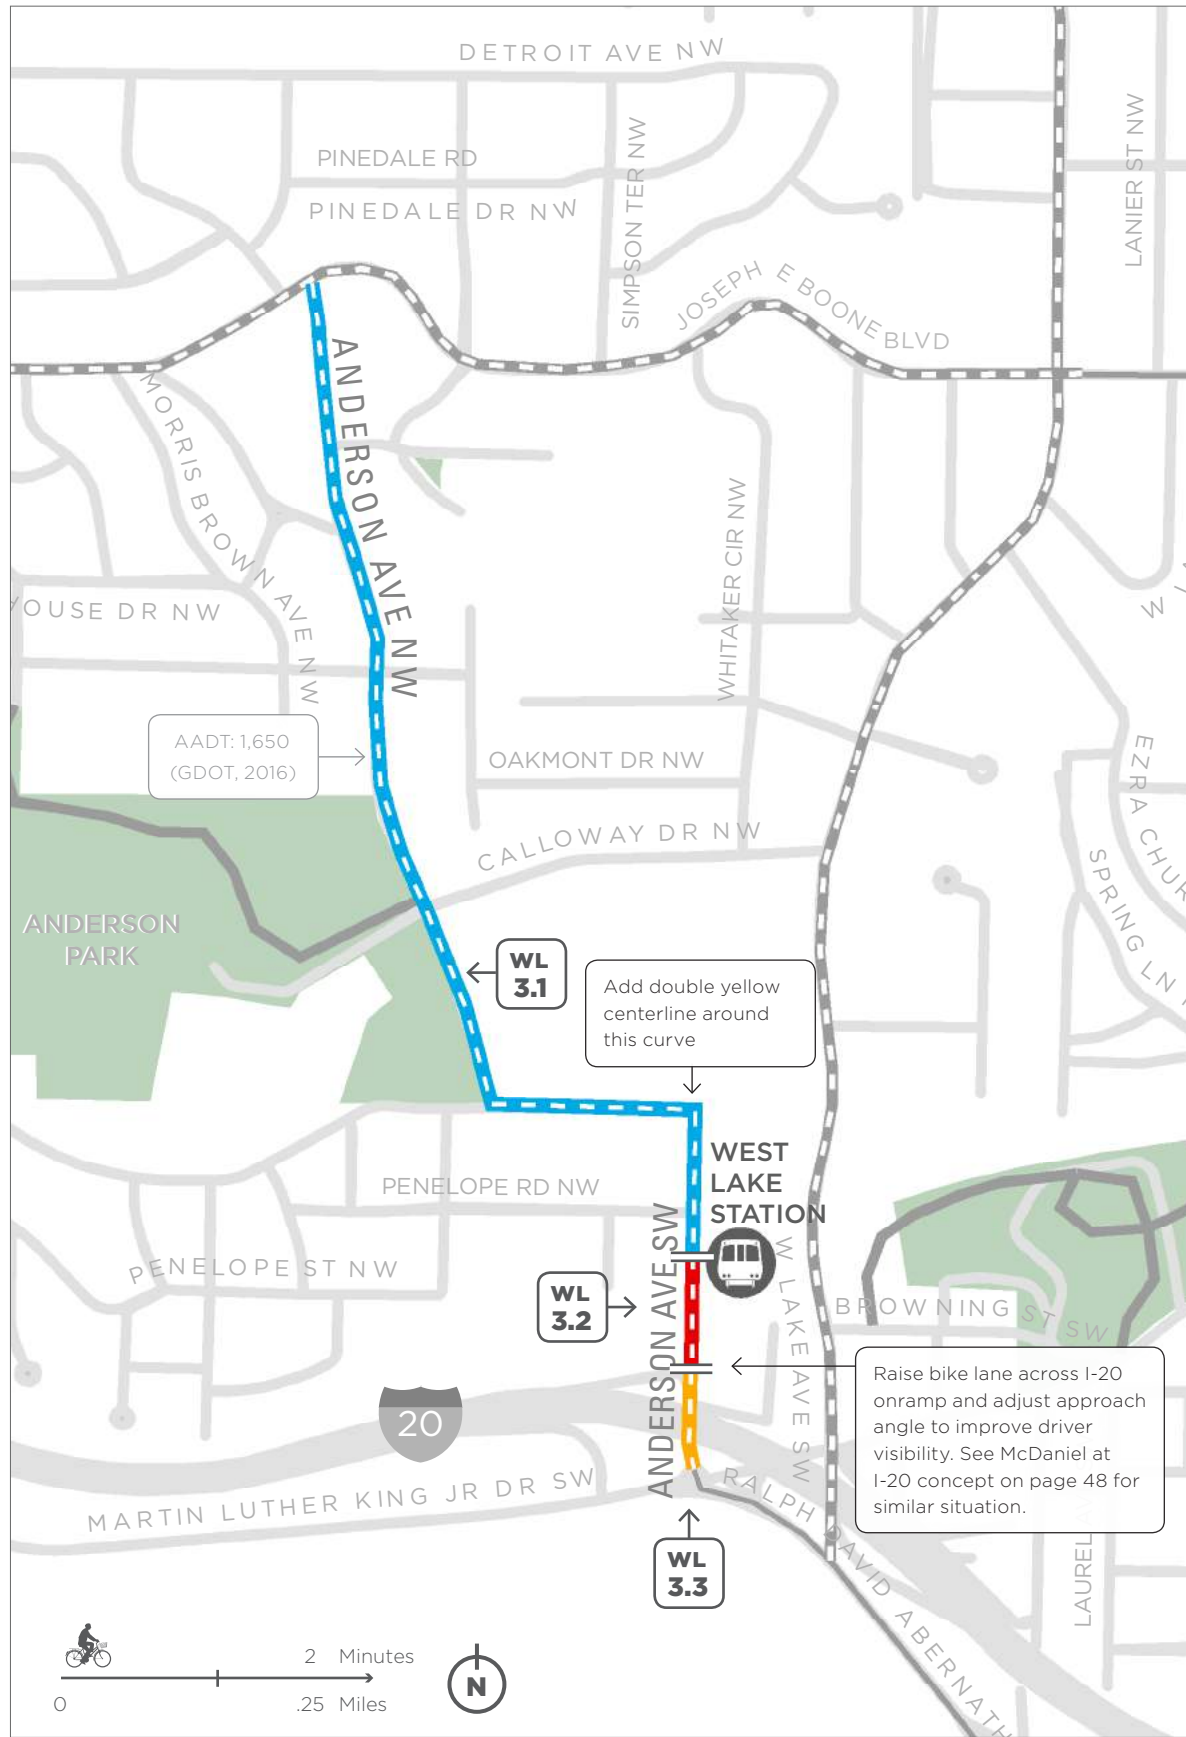 DETROIT AVE NW
PINEDALE RD
PINEDALE DR NW
SIMPSON TER NW
LANIER ST NW
JOSEPH E BOONE BLVD
ANDERSON AVE NW
MORRIS BROWN AVE NW
WHITAKER CIR NW
OUSE DR NW
AADT: 1,650
(GDOT, 2016)
OAKMONT DR NW
CALLOWAY DR NW
EZRA CHUR
SPRING LN
ANDERSON
PARK
WL
3.1
Add double yellow
centerline around
this curve
WEST
LAKE
STATION
PENELOPE RD NW
ANDERSON AVE SW
PENELOPE ST NW
W LAKE AVE SW
WL
3.2
BROWNING ST SW
Raise bike lane across I-20
onramp and adjust approach
angle to improve driver
visibility. See McDaniel at
I-20 concept on page 48 for
similar situation.
20
MARTIN LUTHER KING JR DR SW
RALPH DAVID ABERNATH
LAUREL
WL
3.3
2 Minutes
0 .25 Miles
N